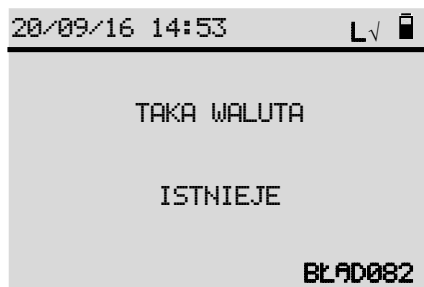 20/09/16 14:53 L√
TAKA WALUTA
ISTNIEJE
BŁĄD082